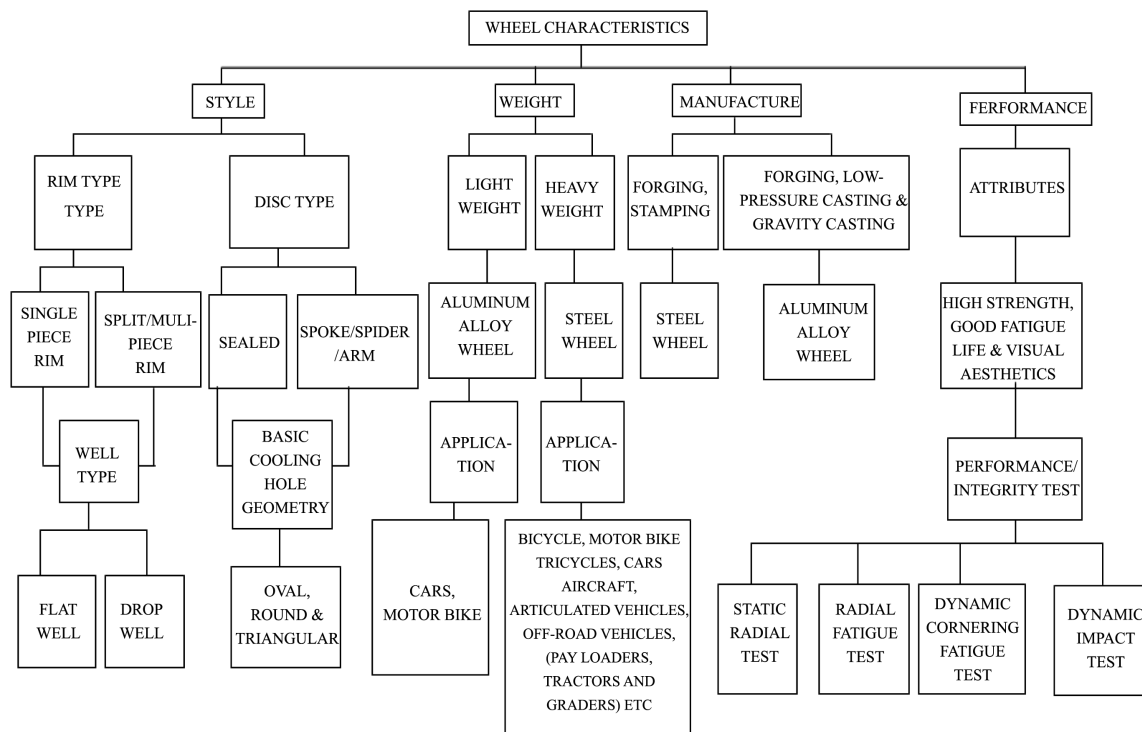 WHEEL CHARACTERISTICS
STYLE
WEIGHT
MANUFACTURE
FERFORMANCE
RIM TYPE
TYPE
DISC TYPE
LIGHT
WEIGHT
HEAVY
WEIGHT
FORGING,
STAMPING
FORGING, LOW-
PRESSURE CASTING &
GRAVITY CASTING
ATTRIBUTES
SINGLE
PIECE
RIM
SPLIT/MULI-
PIECE
RIM
SEALED
SPOKE/SPIDER
/ARM
ALUMINUM
ALLOY
WHEEL
STEEL
WHEEL
STEEL
WHEEL
ALUMINUM
ALLOY
WHEEL
HIGH STRENGTH,
GOOD FATIGUE
LIFE & VISUAL
AESTHETICS
WELL
TYPE
BASIC
COOLING
HOLE
GEOMETRY
APPLICA-
TION
APPLICA-
TION
PERFORMANCE/
INTEGRITY TEST
FLAT
WELL
DROP
WELL
OVAL,
ROUND &
TRIANGULAR
CARS,
MOTOR BIKE
BICYCLE, MOTOR BIKE
TRICYCLES, CARS
AIRCRAFT,
ARTICULATED VEHICLES,
OFF-ROAD VEHICLES,
(PAY LOADERS,
TRACTORS AND
GRADERS) ETC
STATIC
RADIAL
TEST
RADIAL
FATIGUE
TEST
DYNAMIC
CORNERING
FATIGUE
TEST
DYNAMIC
IMPACT
TEST